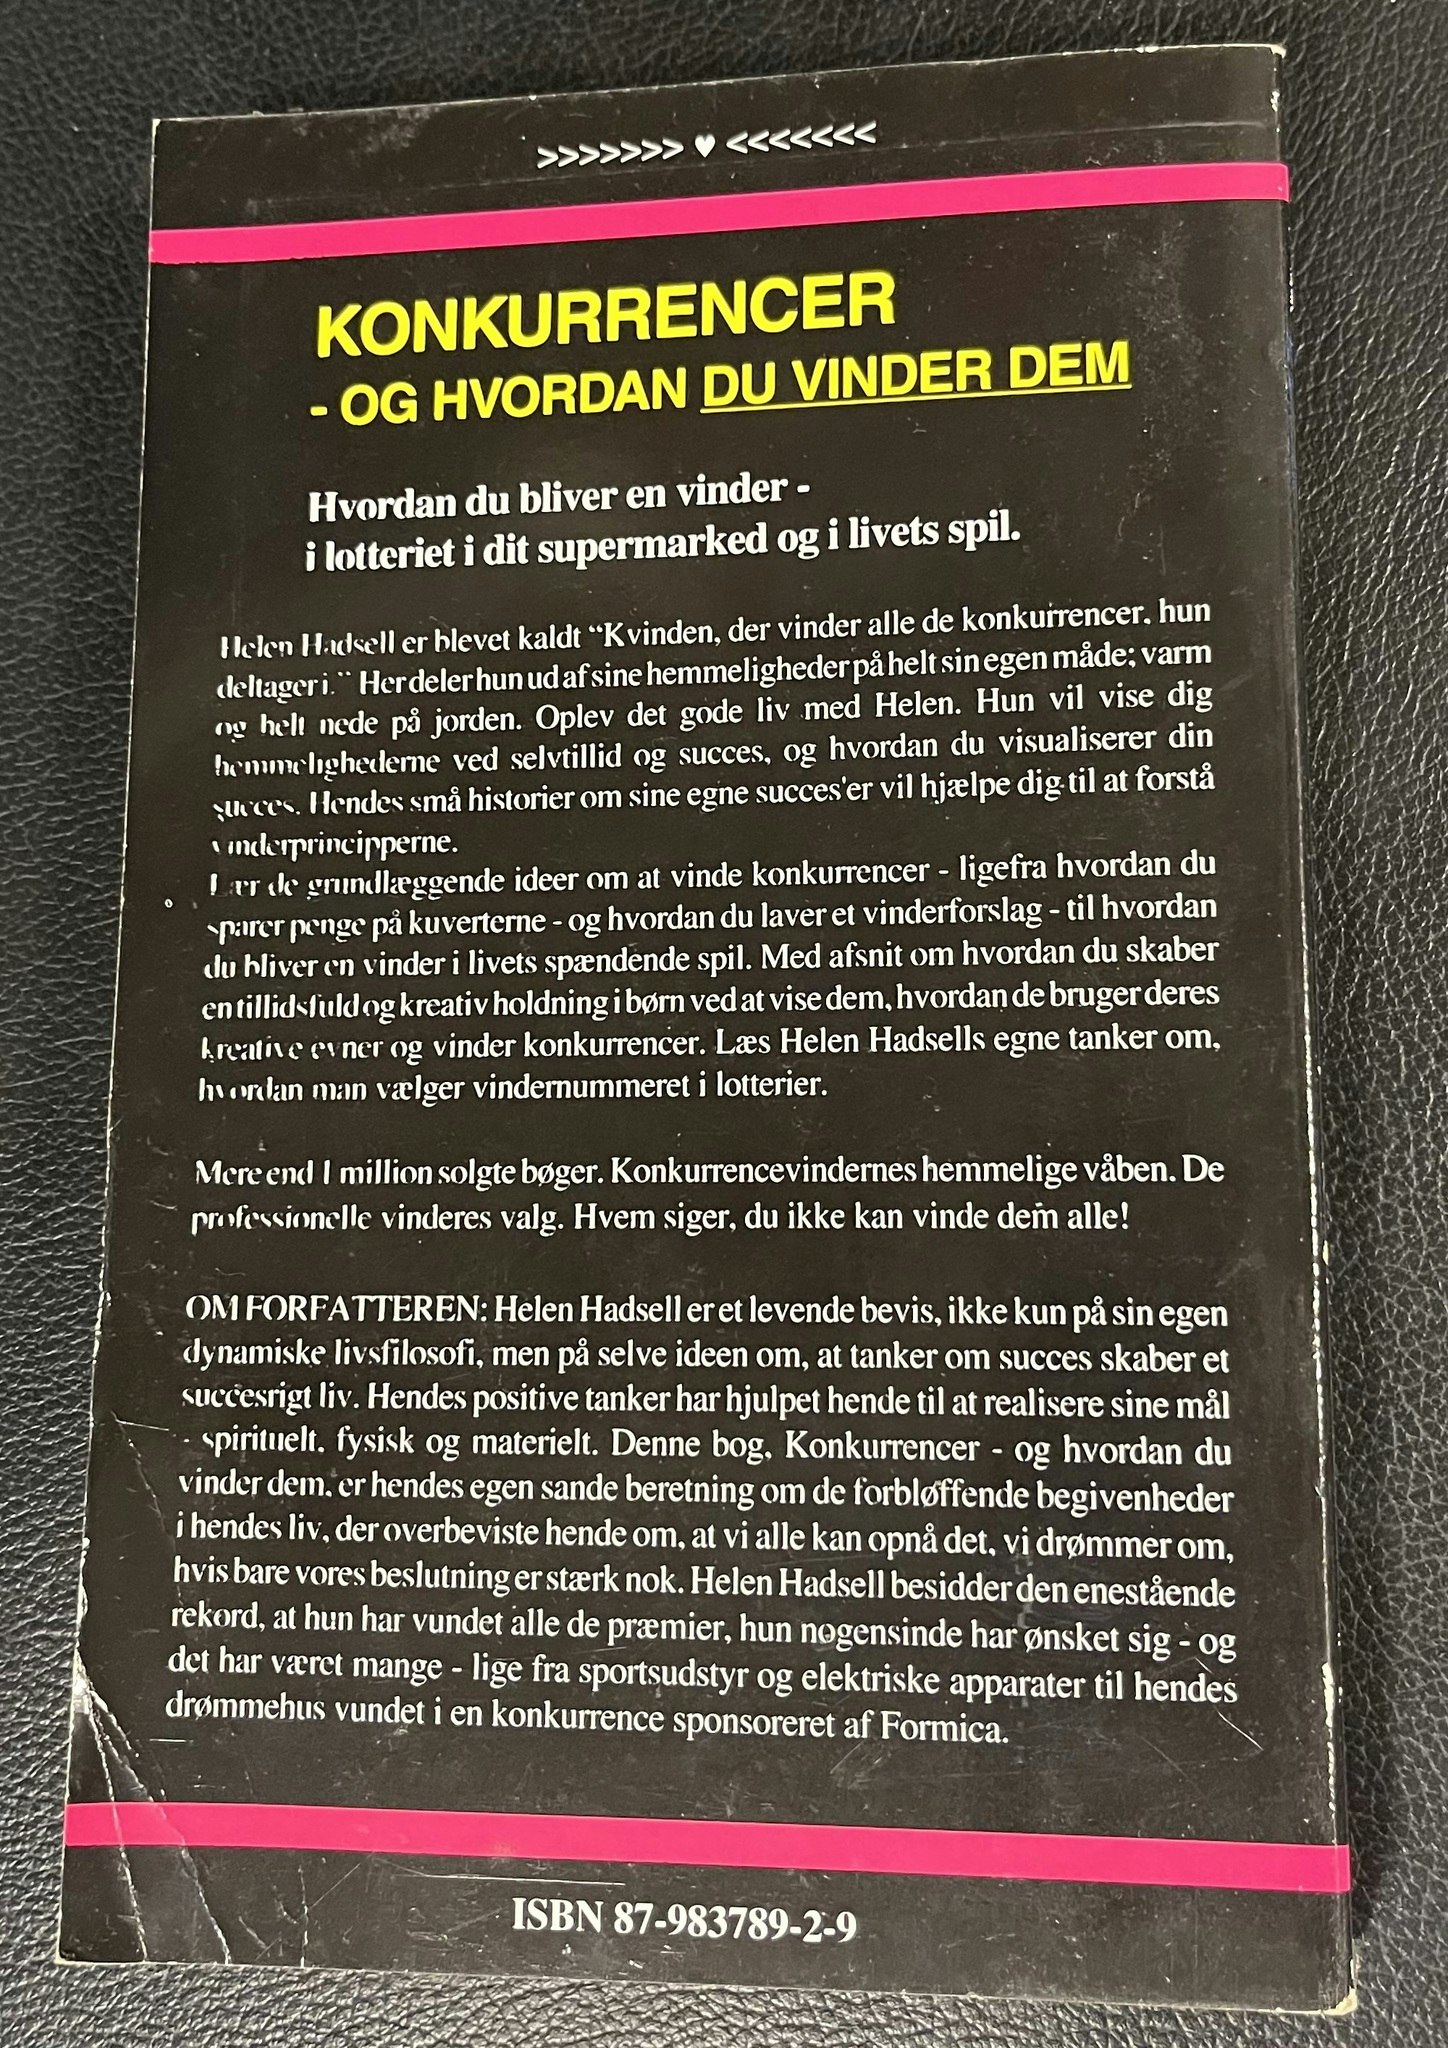 >>>>>>> ♥ <<<<<<<
KONKURRENCER
- OG HVORDAN DU VINDER DEM
Hvordan du bliver en vinder -
i lotteriet i dit supermarked og i livets spil.
Helen Hadsell er blevet kaldt “Kvinden, der vinder alle de konkurrencer, hun
deltager i.” Her deler hun ud af sine hemmeligheder på helt sin egen måde; varm
og helt nede på jorden. Oplev det gode liv med Helen. Hun vil vise dig
hemmelighederne ved selvtillid og succes, og hvordan du visualiserer din
succes. Hendes små historier om sine egne succes'er vil hjælpe dig til at forstå
vinderprincipperne.
Lær de grundlæggende ideer om at vinde konkurrencer - ligefra hvordan du
sparer penge på kuverterne - og hvordan du laver et vinderforslag - til hvordan
du bliver en vinder i livets spændende spil. Med afsnit om hvordan du skaber
en tillidsfuld og kreativ holdning i børn ved at vise dem, hvordan de bruger deres
kreative evner og vinder konkurrencer. Læs Helen Hadsells egne tanker om,
hvordan man vælger vindernummeret i lotterier.
Mere end 1 million solgte bøger. Konkurrencevindernes hemmelige våben. De
professionelle vinderes valg. Hvem siger, du ikke kan vinde dem alle!
OM FORFATTEREN: Helen Hadsell er et levende bevis, ikke kun på sin egen
dynamiske livsfilosofi, men på selve ideen om, at tanker om succes skaber et
succesrigt liv. Hendes positive tanker har hjulpet hende til at realisere sine mål
- spirituelt, fysisk og materielt. Denne bog, Konkurrencer - og hvordan du
vinder dem, er hendes egen sande beretning om de forbløffende begivenheder
i hendes liv, der overbeviste hende om, at vi alle kan opnå det, vi drømmer om,
hvis bare vores beslutning er stærk nok. Helen Hadsell besidder den enestående
rekord, at hun har vundet alle de præmier, hun nogensinde har ønsket sig - og
det har været mange - lige fra sportsudstyr og elektriske apparater til hendes
drømmehus vundet i en konkurrence sponsoreret af Formica.
ISBN 87-983789-2-9